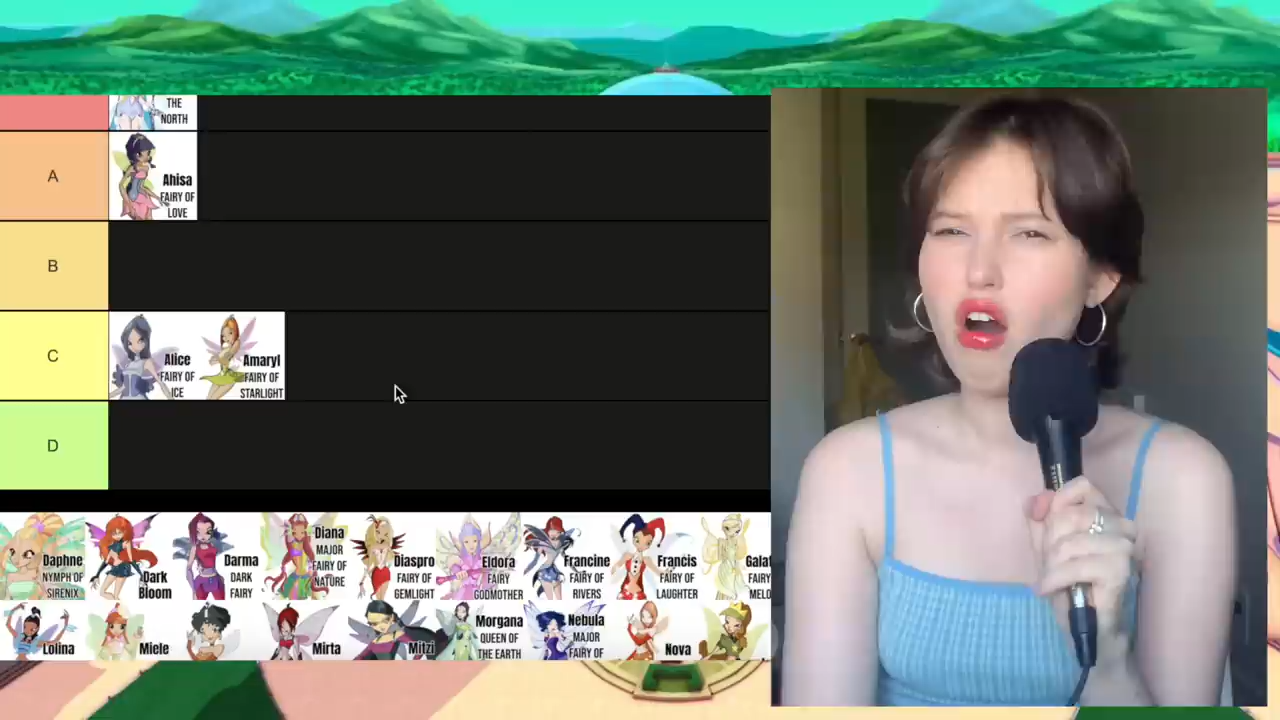 THE
NORTH
A
Ahisa
FAIRY OF
LOVE
B
C
Alice
FAIRY OF
ICE
Amaryl
FAIRY OF
STARLIGHT
D
Daphne
NYMPH OF
SIRENIX
Dark
Bloom
Darma
DARK
FAIRY
Diana
MAJOR
FAIRY OF
NATURE
Diaspro
FAIRY OF
GEMLIGHT
Eldora
FAIRY
GODMOTHER
Francine
FAIRY OF
RIVERS
Francis
FAIRY OF
LAUGHTER
Galat
FAIRY
MELO
Lolina
Miele
Mirta
Mitzi
Morgana
QUEEN OF
THE EARTH
Nebula
MAJOR
FAIRY OF
Nova